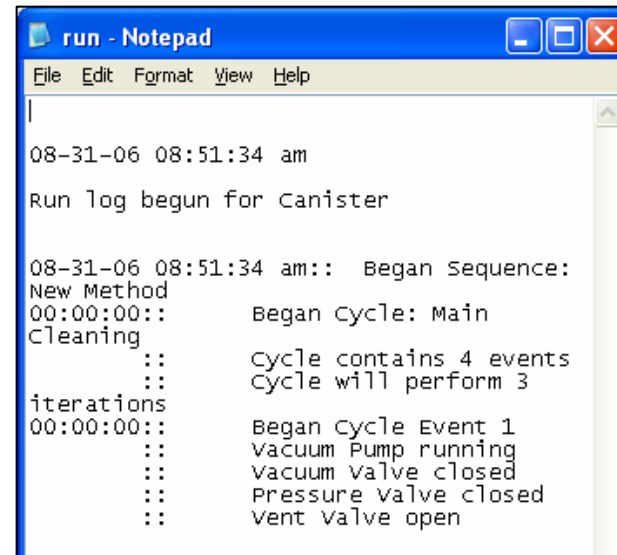 run - Notepad
File Edit Format View Help
08-31-06 08:51:34 am
Run log begun for Canister
08-31-06 08:51:34 am:: Began Sequence:
New Method
00:00:00:: Began Cycle: Main
Cleaning
:: Cycle contains 4 events
:: Cycle will perform 3
iterations
00:00:00:: Began Cycle Event 1
:: Vacuum Pump running
:: Vacuum Valve closed
:: Pressure Valve closed
:: Vent Valve open